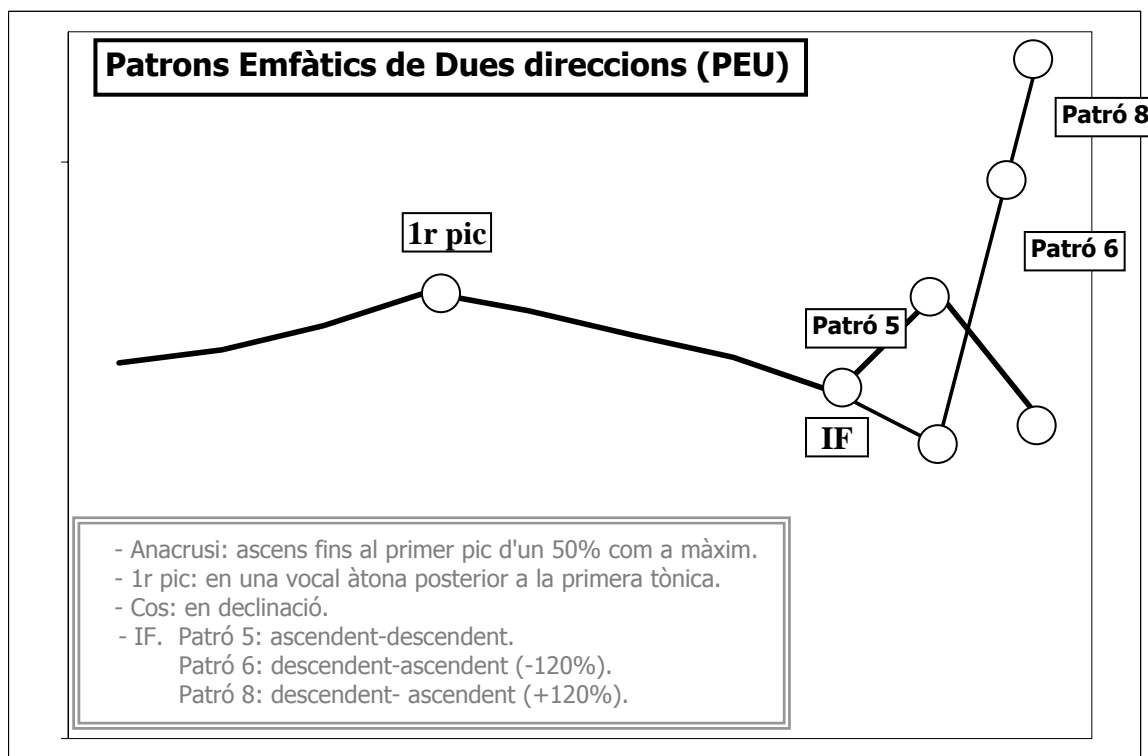 Patrons Emfàtics de Dues direccions (PEU)
Patró 8
1r pic
Patró 6
Patró 5
IF
- Anacrusi: ascens fins al primer pic d'un 50% com a màxim.
- 1r pic: en una vocal àtona posterior a la primera tònica.
- Cos: en declinació.
- IF. Patró 5: ascendent-descendent.
Patró 6: descendent-ascendent (-120%).
Patró 8: descendent- ascendent (+120%).